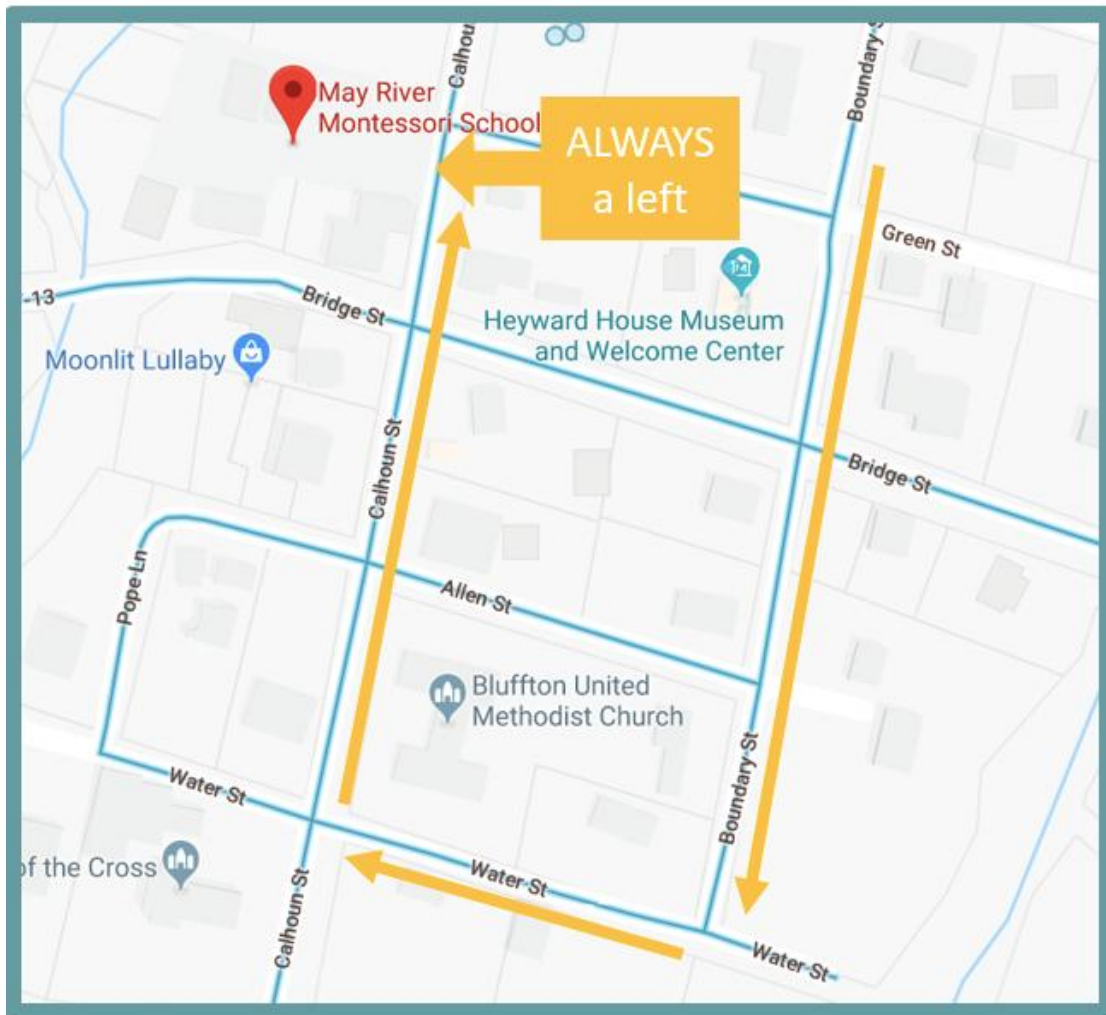 Calhou
Boundary S
May River
Montessori School
ALWAYS
a left
Green St
-13
Bridge St
Heyward House Museum
and Welcome Center
Moonlit Lullaby
Calhoun St
Bridge St
Pope Ln
Allen St
Bluffton United
Methodist Church
Boundary St
Water St
of the Cross
Water St
Calhoun St
Water St